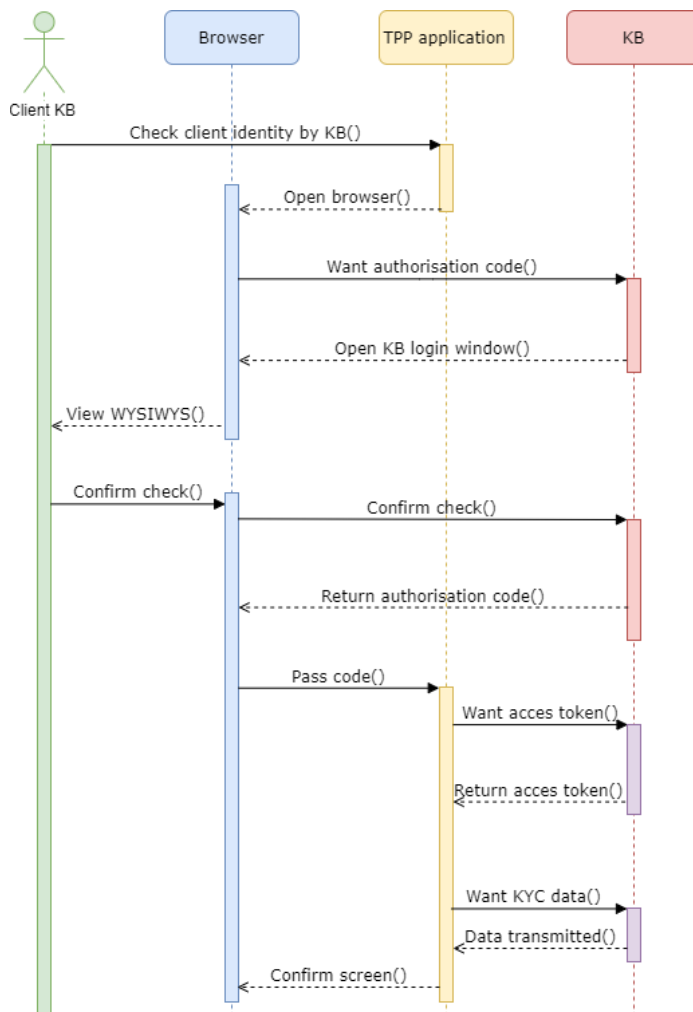 Browser
TPP application
KB
Client KB
Check client identity by KB()
Open browser()
Want authorisation code()
Open KB login window()
View WYSIWYS()
Confirm check()
Confirm check()
Return authorisation code()
Pass code()
Want acces token()
Return acces token()
Want KYC data()
Data transmitted()
Confirm screen()